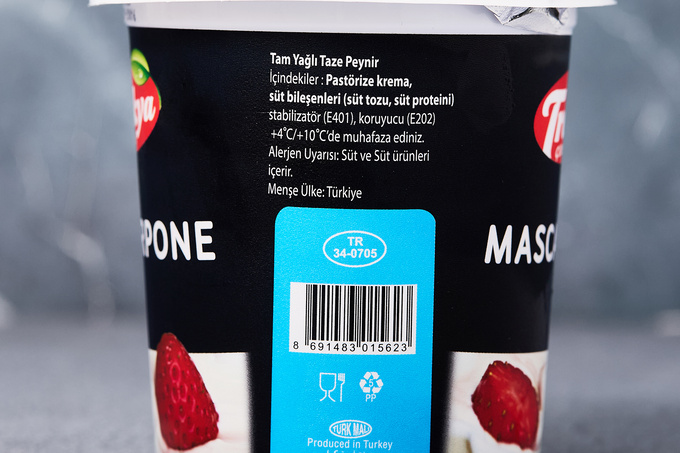 Tam Yağlı Taze Peynir
İçindekiler : Pastörize krema,
süt bileşenleri (süt tozu, süt proteini)
stabilizatör (E401), koruyucu (E202)
+4°C/+10°C'de muhafaza ediniz.
Alerjen Uyarısı: Süt ve Süt ürünleri
içerir.
Menşe Ülke: Türkiye
RPONE
MASC
TR
34-0705
8 691483 015623
5
PP
TURK MALI
Produced in Turkey